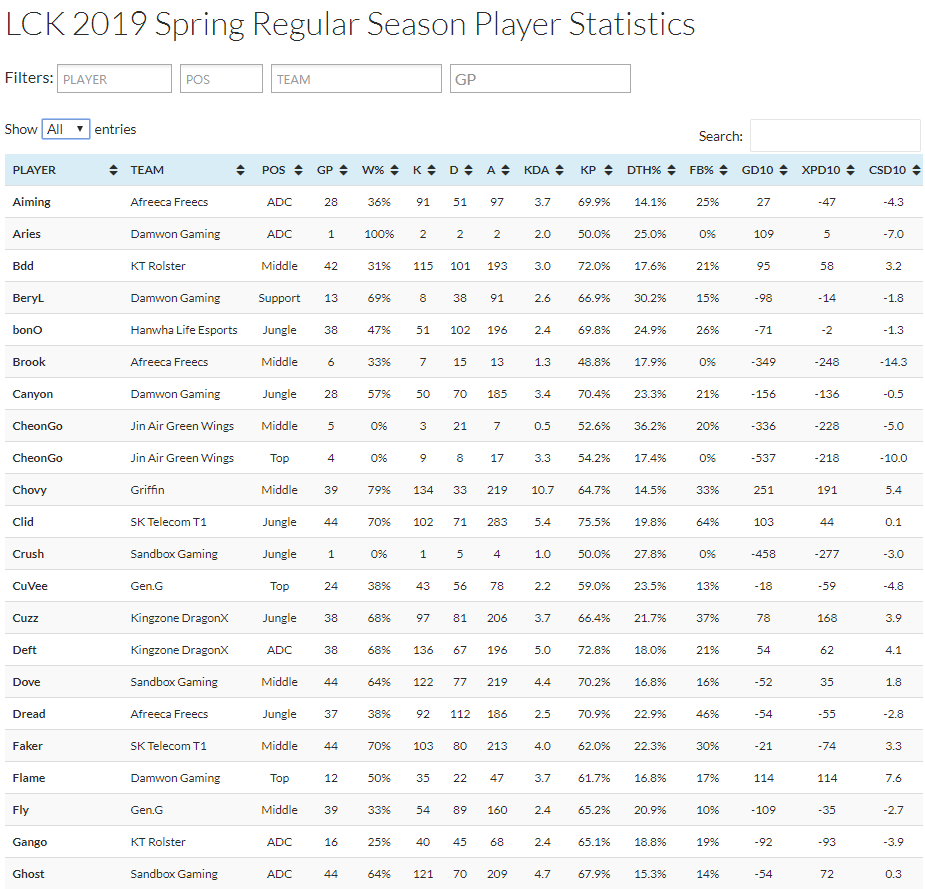 LCK 2019 Spring Regular Season Player Statistics
Filters: PLAYER POS TEAM GP
Show All entries
Search:
PLAYER TEAM POS GP W% K D A KDA KP DTH% FB% GD10 XPD10 CSD10
Aiming Afreeca Freecs ADC 28 36% 91 51 97 3.7 69.9% 14.1% 25% 27 -47 -4.3
Aries Damwon Gaming ADC 1 100% 2 2 2 2.0 50.0% 25.0% 0% 109 5 -7.0
Bdd KT Rolster Middle 42 31% 115 101 193 3.0 72.0% 17.6% 21% 95 58 3.2
BeryL Damwon Gaming Support 13 69% 8 38 91 2.6 66.9% 30.2% 15% -98 -14 -1.8
bonO Hanwha Life Esports Jungle 38 47% 51 102 196 2.4 69.8% 24.9% 26% -71 -2 -1.3
Brook Afreeca Freecs Middle 6 33% 7 15 13 1.3 48.8% 17.9% 0% -349 -248 -14.3
Canyon Damwon Gaming Jungle 28 57% 50 70 185 3.4 70.4% 23.3% 21% -156 -136 -0.5
CheonGo Jin Air Green Wings Middle 5 0% 3 21 7 0.5 52.6% 36.2% 20% -336 -228 -5.0
CheonGo Jin Air Green Wings Top 4 0% 9 8 17 3.3 54.2% 17.4% 0% -537 -218 -10.0
Chovy Griffin Middle 39 79% 134 33 219 10.7 64.7% 14.5% 33% 251 191 5.4
Clid SK Telecom T1 Jungle 44 70% 102 71 283 5.4 75.5% 19.8% 64% 103 44 0.1
Crush Sandbox Gaming Jungle 1 0% 1 5 4 1.0 50.0% 27.8% 0% -458 -277 -3.0
CuVee Gen.G Top 24 38% 43 56 78 2.2 59.0% 23.5% 13% -18 -59 -4.8
Cuzz Kingzone DragonX Jungle 38 68% 97 81 206 3.7 66.4% 21.7% 37% 78 168 3.9
Deft Kingzone DragonX ADC 38 68% 136 67 196 5.0 72.8% 18.0% 21% 54 62 4.1
Dove Sandbox Gaming Middle 44 64% 122 77 219 4.4 70.2% 16.8% 16% -52 35 1.8
Dread Afreeca Freecs Jungle 37 38% 92 112 186 2.5 70.9% 22.9% 46% -54 -55 -2.8
Faker SK Telecom T1 Middle 44 70% 103 80 213 4.0 62.0% 22.3% 30% -21 -74 3.3
Flame Damwon Gaming Top 12 50% 35 22 47 3.7 61.7% 16.8% 17% 114 114 7.6
Fly Gen.G Middle 39 33% 54 89 160 2.4 65.2% 20.9% 10% -109 -35 -2.7
Gango KT Rolster ADC 16 25% 40 45 68 2.4 65.1% 18.8% 19% -92 -93 -3.9
Ghost Sandbox Gaming ADC 44 64% 121 70 209 4.7 67.9% 15.3% 14% -54 72 0.3